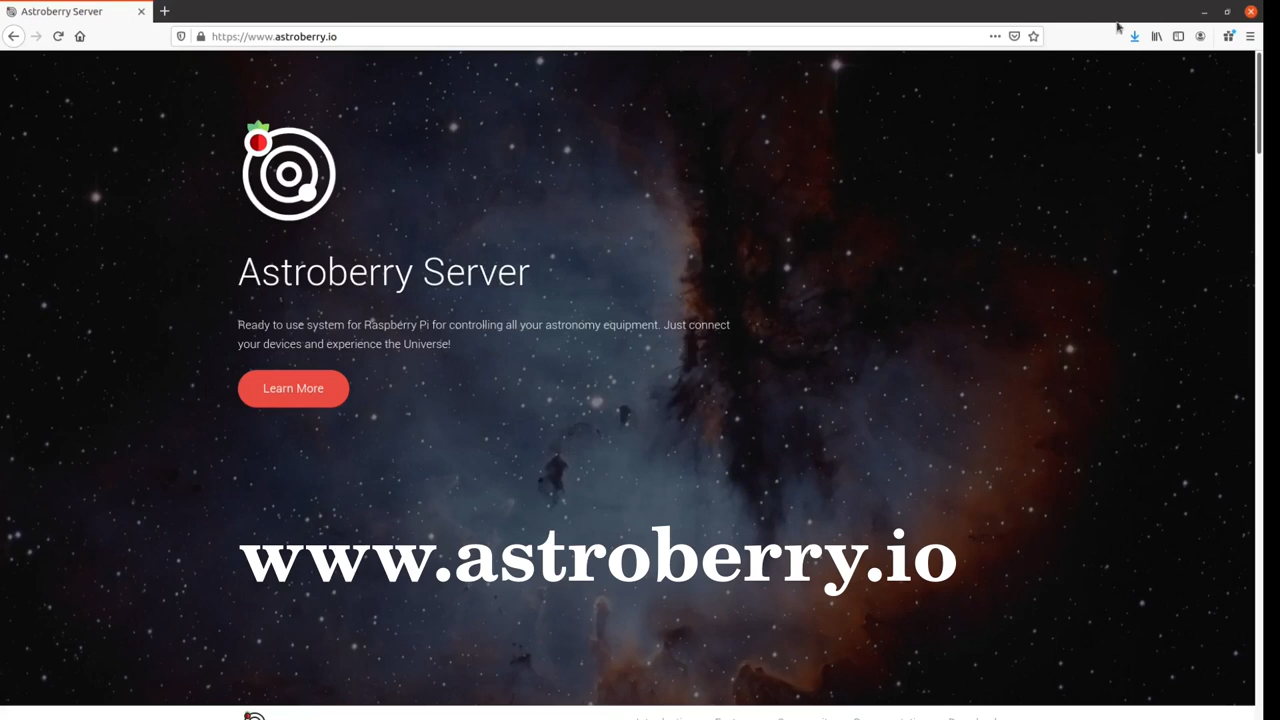 Astroberry Server
https://www.astroberry.io
Astroberry Server
Ready to use system for Raspberry Pi for controlling all your astronomy equipment. Just connect
your devices and experience the Universe!
Learn More
www.astroberry.io